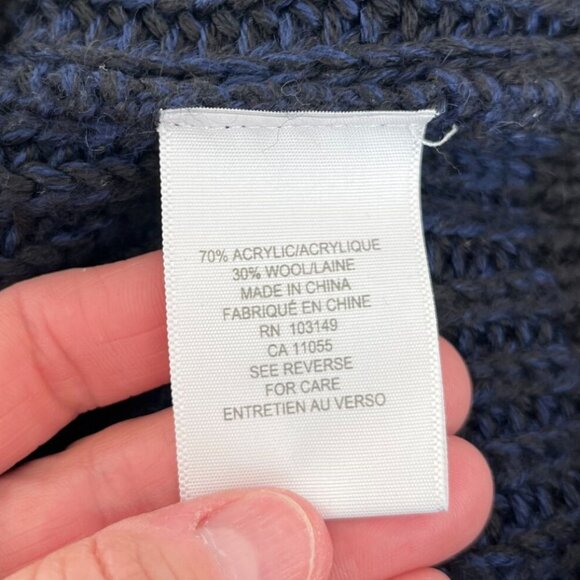 70% ACRYLIC/ACRYLIQUE
30% WOOL/LAINE
MADE IN CHINA
FABRIQUÉ EN CHINE
RN 103149
CA 11055
SEE REVERSE
FOR CARE
ENTRETIEN AU VERSO